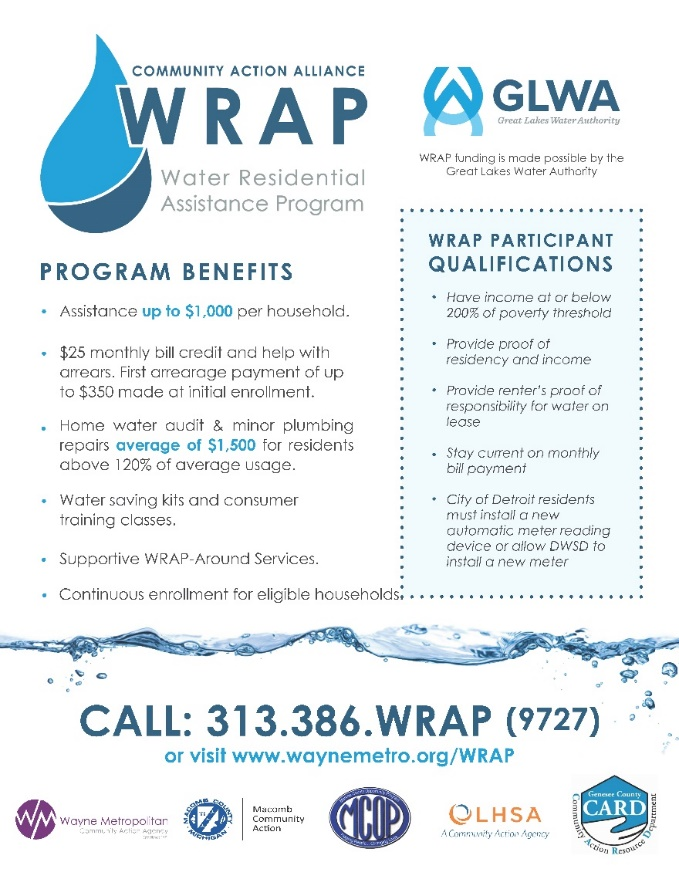 COMMUNITY ACTION ALLIANCE
WRAP
Water Residential
Assistance Program
GLWA
Great Lakes Water Authority
WRAP funding is made possible by the
Great Lakes Water Authority
PROGRAM BENEFITS
• Assistance up to $1,000 per household.
• $25 monthly bill credit and help with
arrears. First arrearage payment of up
to $350 made at initial enrollment.
• Home water audit & minor plumbing
repairs average of $1,500 for residents
above 120% of average usage.
• Water saving kits and consumer
training classes.
• Supportive WRAP-Around Services.
• Continuous enrollment for eligible households.
WRAP PARTICIPANT
QUALIFICATIONS
• Have income at or below
200% of poverty threshold
• Provide proof of
residency and income
• Provide renter's proof of
responsibility for water on
lease
• Stay current on monthly
bill payment
• City of Detroit residents
must install a new
automatic meter reading
device or allow DWSD to
install a new meter
CALL: 313.386.WRAP (9727)
or visit www.waynemetro.org/WRAP
WM
Wayne Metropolitan
Community Action Agency
MACOMB COUNTY
MICHIGAN
Macomb
Community
Action
MCOP
OLHSA
A Community Action Agency
Genesee County
CARD
Community Action Resource Department